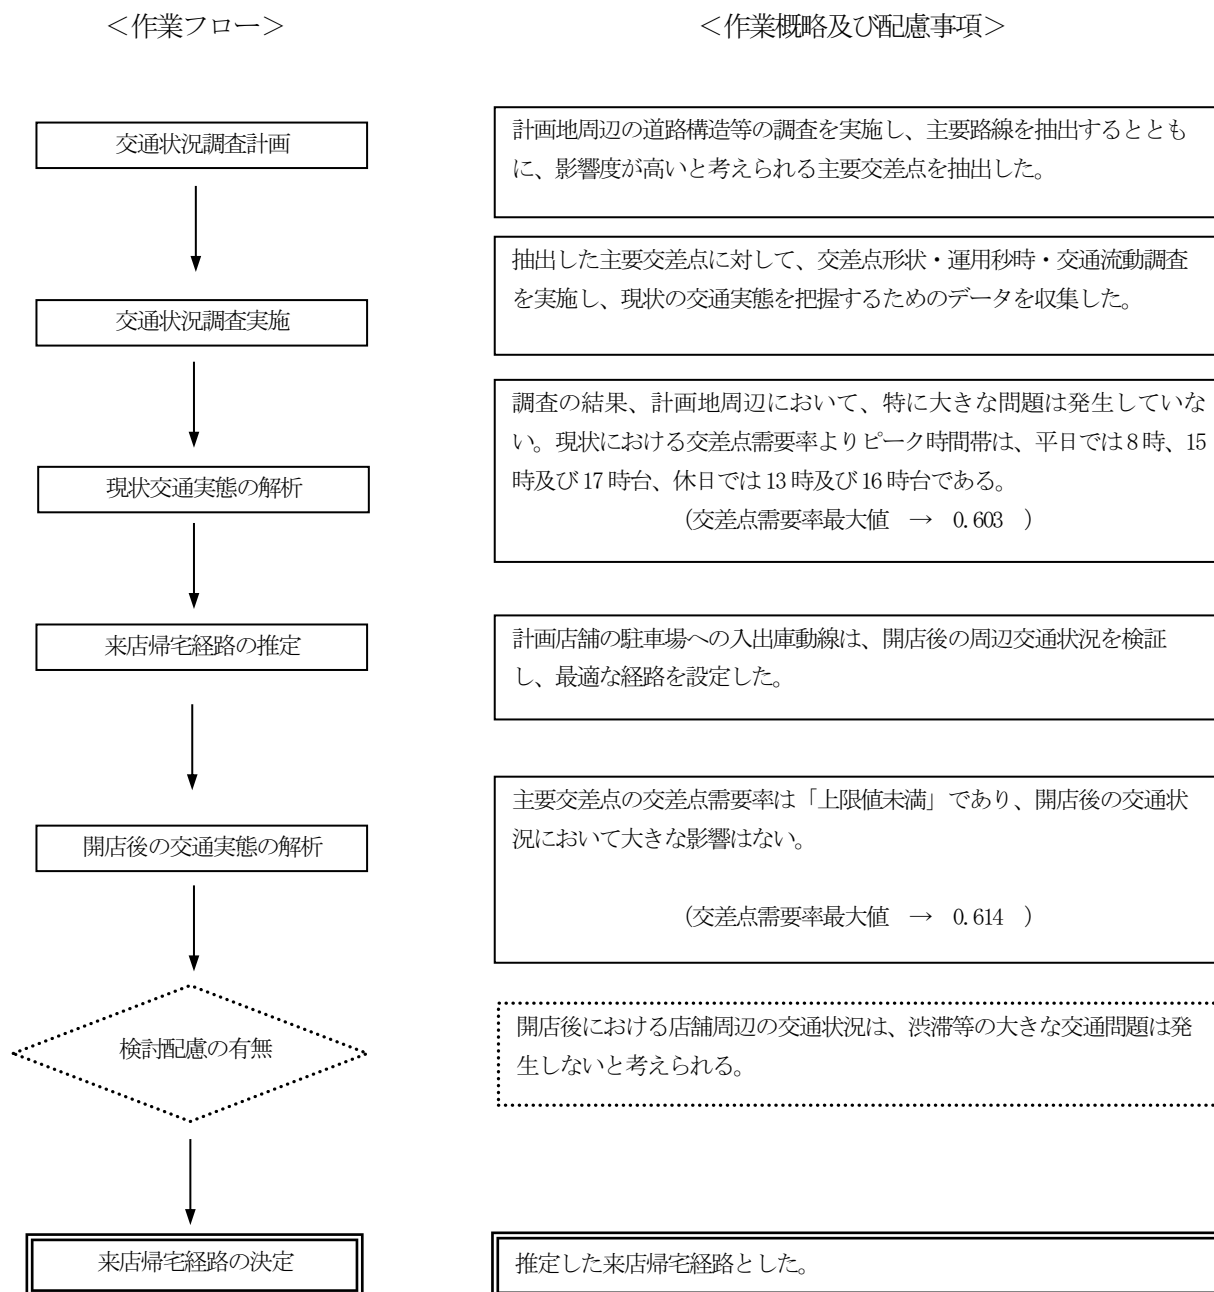 ＜作業フロー＞
＜作業概略及び配慮事項＞
交通状況調査計画
計画地周辺の道路構造等の調査を実施し、主要路線を抽出するととも
に、影響度が高いと考えられる主要交差点を抽出した。
交通状況調査実施
抽出した主要交差点に対して、交差点形状・運用秒時・交通流動調査
を実施し、現状の交通実態を把握するためのデータを収集した。
現状交通実態の解析
調査の結果、計画地周辺において、特に大きな問題は発生していな
い。現状における交差点需要率よりピーク時間帯は、平日では8時、15
時及び17時台、休日では13時及び16時台である。
（交差点需要率最大値　→　0.603　）
来店帰宅経路の推定
計画店舗の駐車場への入出庫動線は、開店後の周辺交通状況を検証
し、最適な経路を設定した。
開店後の交通実態の解析
主要交差点の交差点需要率は「上限値未満」であり、開店後の交通状
況において大きな影響はない。
（交差点需要率最大値　→　0.614　）
検討配慮の有無
開店後における店舗周辺の交通状況は、渋滞等の大きな交通問題は発
生しないと考えられる。
来店帰宅経路の決定
推定した来店帰宅経路とした。